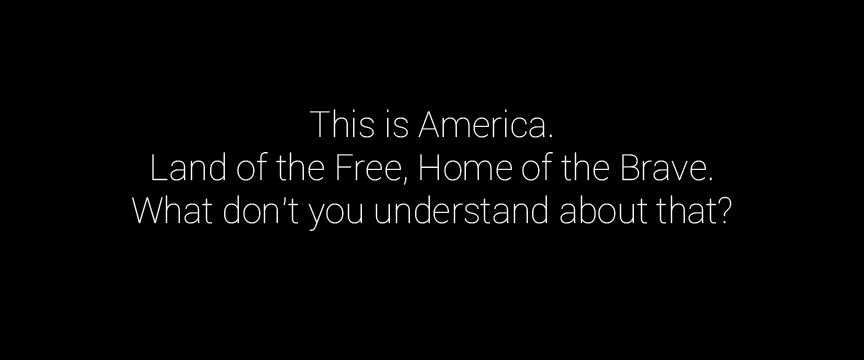 This is America.
Land of the Free, Home of the Brave.
What don't you understand about that?